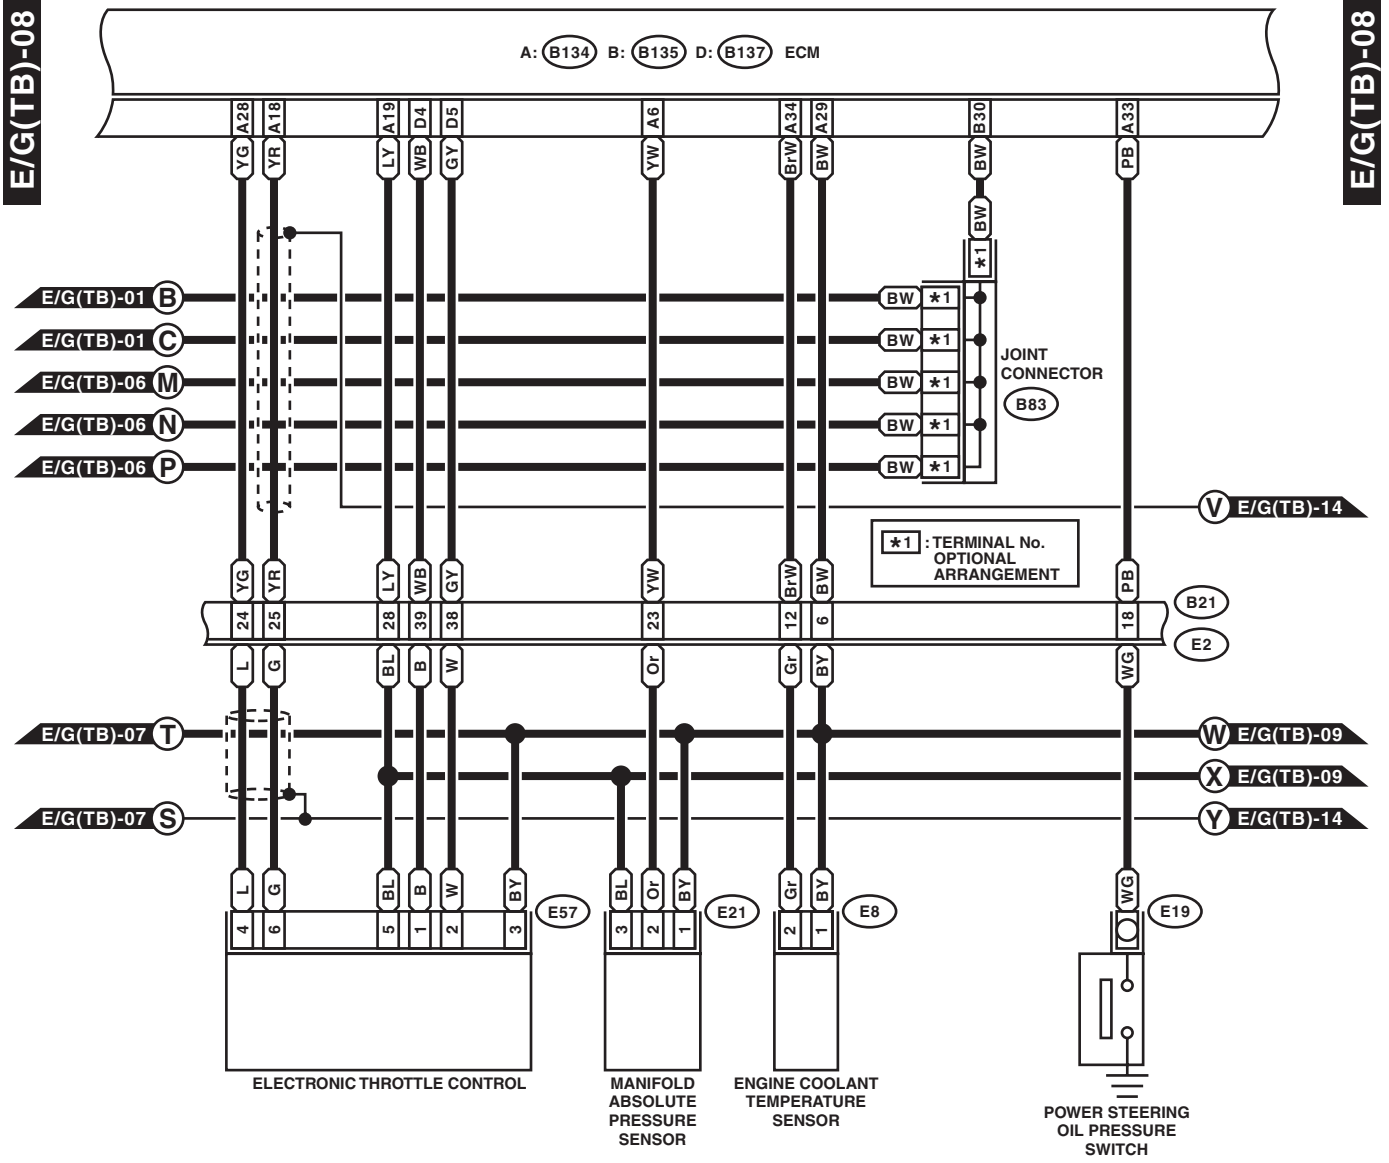 E/G(TB)-08
E/G(TB)-08
A: B134 B: B135 D: B137 ECM
A28 A18 A19 D4 D5 A6 A34 A29 B30 A33
YG YR LY WB GY YW BrW BW BW PB
BW
*1
E/G(TB)-01 B BW *1
E/G(TB)-01 C BW *1
JOINT
CONNECTOR
E/G(TB)-06 M BW *1
B83
E/G(TB)-06 N BW *1
E/G(TB)-06 P BW *1
V E/G(TB)-14
*1 : TERMINAL No.
OPTIONAL
ARRANGEMENT
YG YR LY WB GY YW BrW BW PB
B21
24 25 28 39 38 23 12 6 18
E2
L G BL B W Or Gr BY WG
E/G(TB)-07 T W E/G(TB)-09
X E/G(TB)-09
E/G(TB)-07 S Y E/G(TB)-14
L G BL B W BY BL Or BY Gr BY WG
E57 E21 E8 E19
4 6 5 1 2 3 3 2 1 2 1
ELECTRONIC THROTTLE CONTROL
MANIFOLD
ABSOLUTE
PRESSURE
SENSOR
ENGINE COOLANT
TEMPERATURE
SENSOR
POWER STEERING
OIL PRESSURE
SWITCH